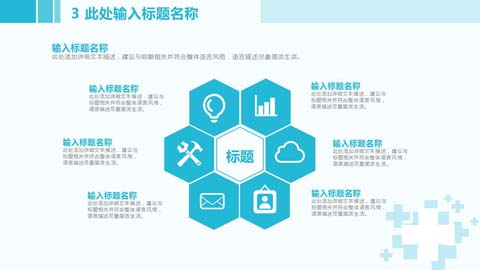 3 此处输入标题名称
输入标题名称
此处添加详细文本描述，建议与标题相关并符合整体语言风格，语言描述尽量简洁生活。
输入标题名称
此处添加详细文本描述，建议与
标题相关并符合整体语言风格，
语言描述尽量简洁生活。
输入标题名称
此处添加详细文本描述，建议与
标题相关并符合整体语言风格，
语言描述尽量简洁生活。
输入标题名称
此处添加详细文本描述，建议与
标题相关并符合整体语言风格，
语言描述尽量简洁生活。
标题
输入标题名称
此处添加详细文本描述，建议与
标题相关并符合整体语言风格，
语言描述尽量简洁生活。
输入标题名称
此处添加详细文本描述，建议与
标题相关并符合整体语言风格，
语言描述尽量简洁生活。
输入标题名称
此处添加详细文本描述，建议与
标题相关并符合整体语言风格，
语言描述尽量简洁生活。